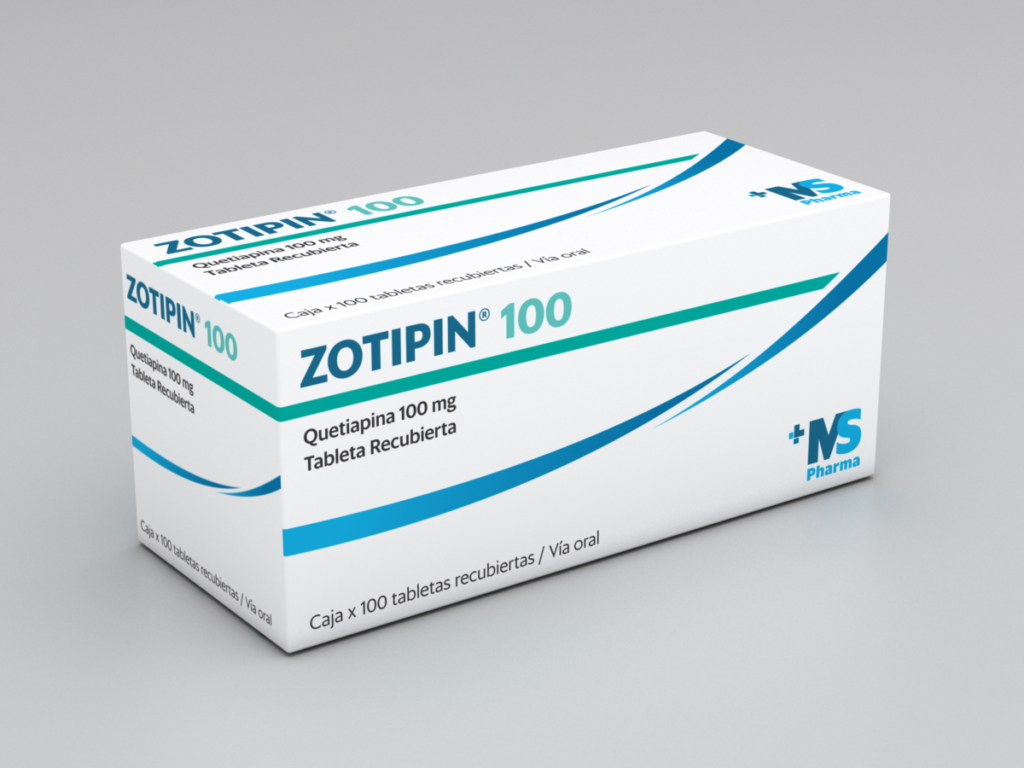 ZOTIPIN® 100
Quetiapina 100 mg
Tableta Recubierta
Caja x 100 tabletas recubiertas / Vía oral
MS
Pharma
ZOTIPIN® 100
Quetiapina 100 mg
Tableta Recubierta
Caja x 100 tabletas recubiertas / Vía oral
ZOTIPIN® 100
Quetiapina 100 mg
Tableta Recubierta
Caja x 100 tabletas recubiertas / Vía oral
MS
Pharma